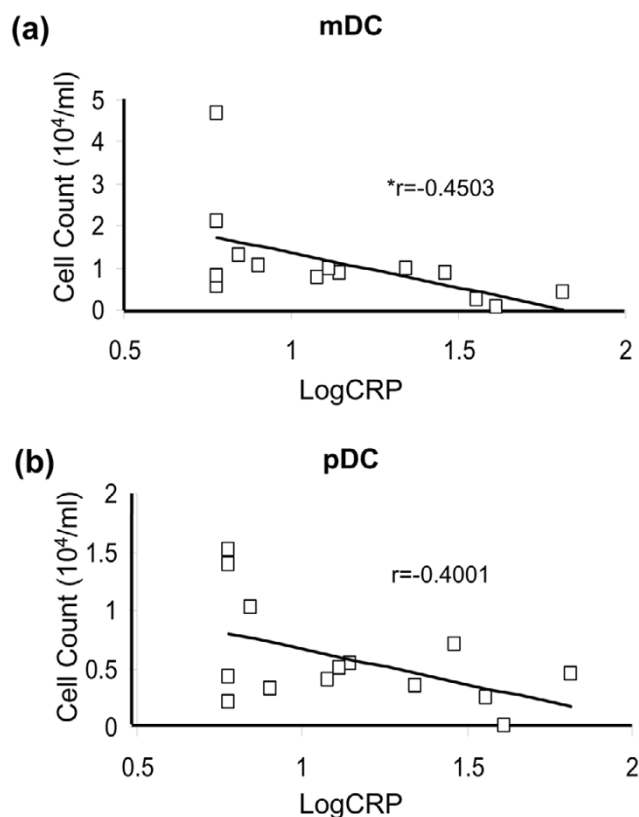 (a)
mDC
Cell Count (10⁴/ml)
5
4
3
2
1
0
*r=-0.4503
0.5
1
1.5
2
LogCRP
(b)
pDC
Cell Count (10⁴/ml)
2
1.5
1
0.5
0
r=-0.4001
0.5
1
1.5
2
LogCRP